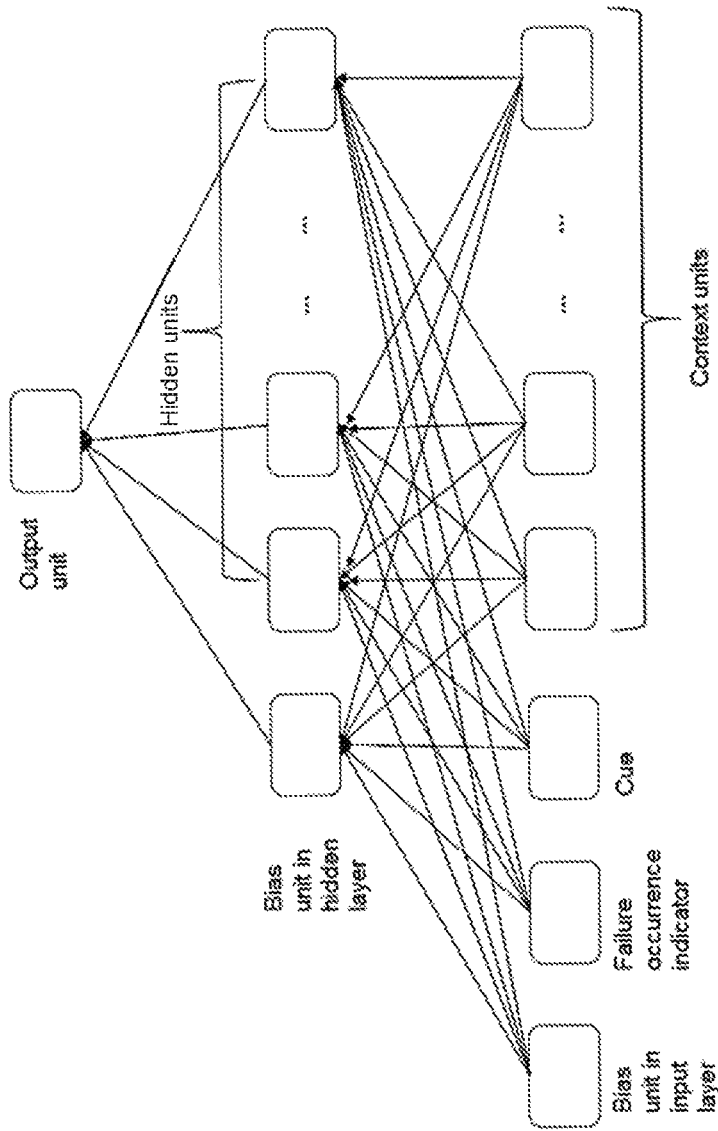 Output
unit
Hidden units
Bias
unit in
hidden
layer
...
...
...
...
Bias
unit in
input
layer
Failure
occurrence
indicator
Cue
Context units